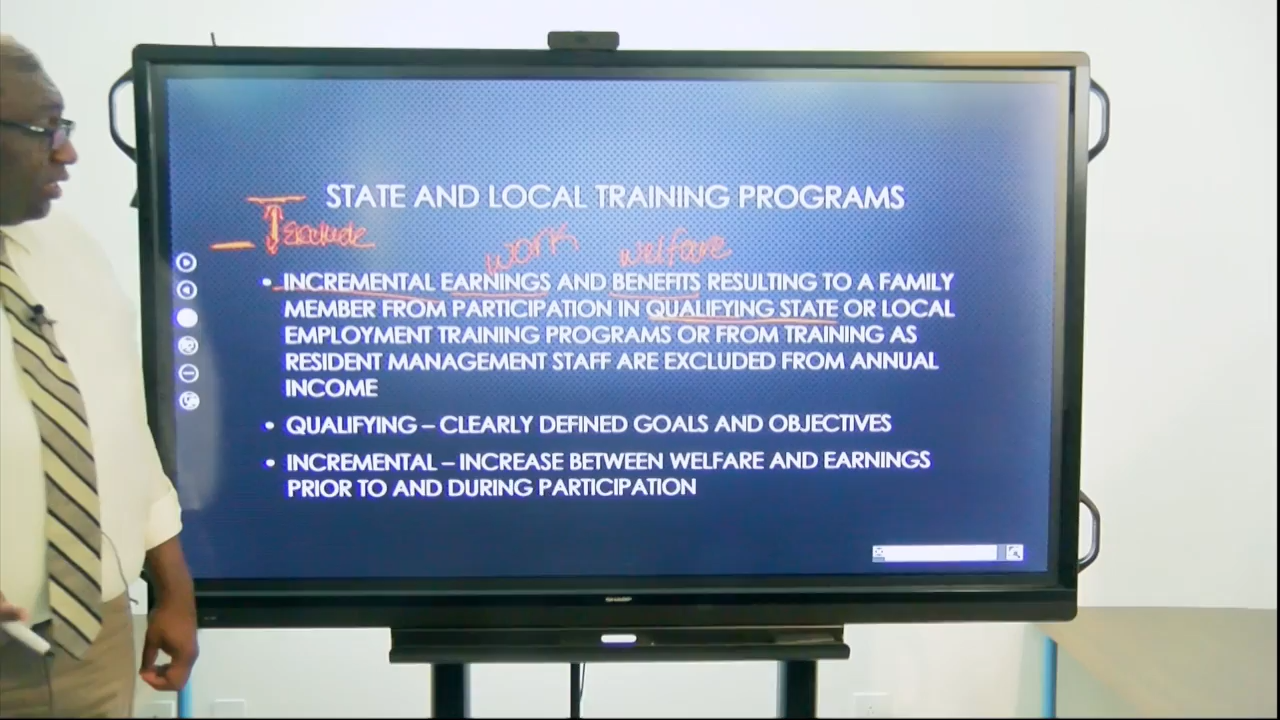 STATE AND LOCAL TRAINING PROGRAMS
Exclude
work
welfare
• INCREMENTAL EARNINGS AND BENEFITS RESULTING TO A FAMILY
MEMBER FROM PARTICIPATION IN QUALIFYING STATE OR LOCAL
EMPLOYMENT TRAINING PROGRAMS OR FROM TRAINING AS
RESIDENT MANAGEMENT STAFF ARE EXCLUDED FROM ANNUAL
INCOME
• QUALIFYING – CLEARLY DEFINED GOALS AND OBJECTIVES
• INCREMENTAL – INCREASE BETWEEN WELFARE AND EARNINGS
PRIOR TO AND DURING PARTICIPATION
SHARP